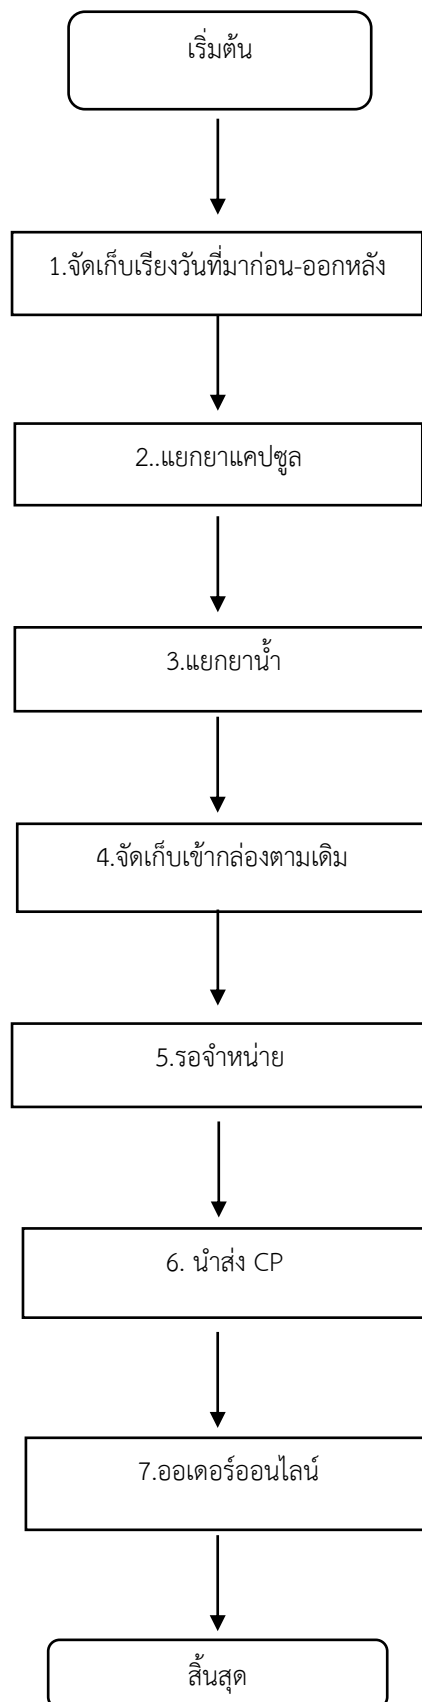 เริ่มต้น
1.จัดเก็บเรียงวันที่มาก่อน-ออกหลัง
2..แยกยาแคปซูล
3.แยกยาน้ำ
4.จัดเก็บเข้ากล่องตามเดิม
5.รอจำหน่าย
6. นำส่ง CP
7.ออเดอร์ออนไลน์
สิ้นสุด